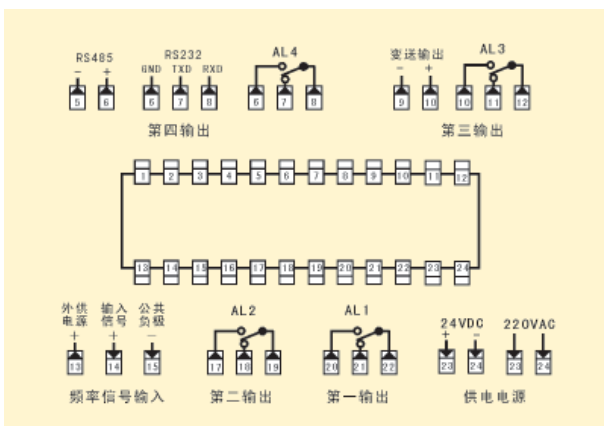 RS485
－ ＋
5 6
RS232
GND TXD RXD
6 7 8
AL4
6 7 8
第四输出
变送输出
－ ＋
9 10
AL3
10 11 12
第三输出
1 2 3 4 5 6 7 8 9 10 11 12
13 14 15 16 17 18 19 20 21 22 23 24
外供电源 输入信号 公共负极
＋ ＋ －
13 14 15
频率信号输入
AL2
17 18 19
第二输出
AL1
20 21 22
第一输出
24VDC 220VAC
＋ －
23 24 23 24
供电电源